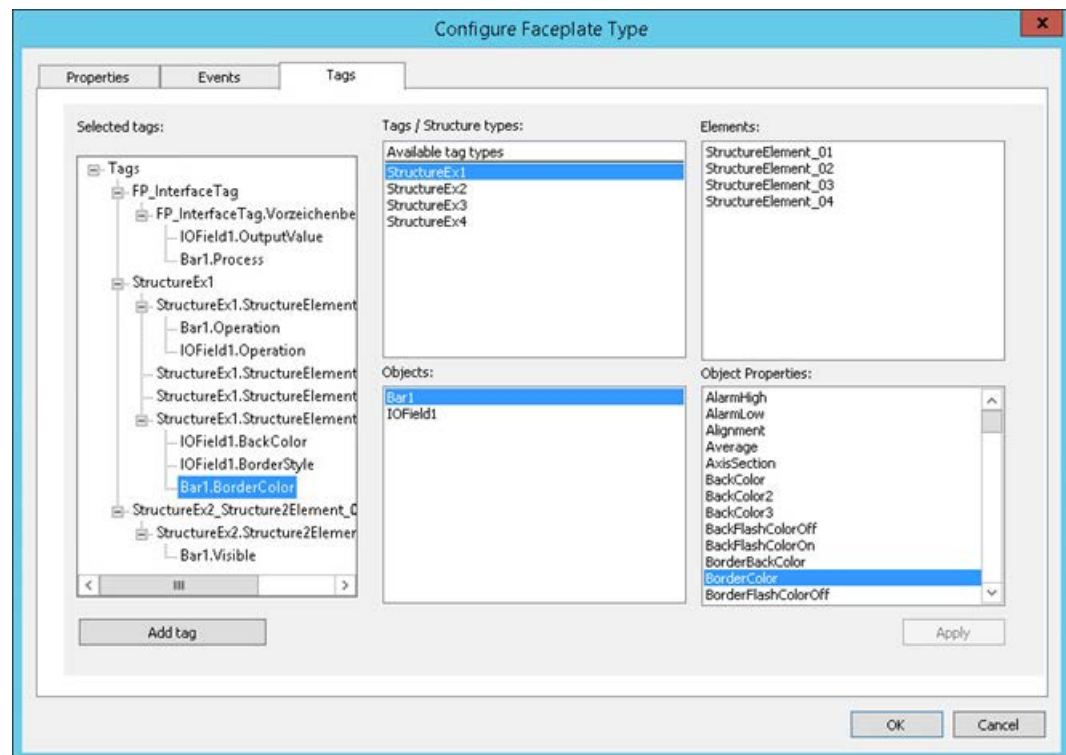 Configure Faceplate Type
x
Properties
Events
Tags
Selected tags:
Tags
FP_InterfaceTag
FP_InterfaceTag.Vorzeichenbe
IOField1.OutputValue
Bar1.Process
StructureEx1
StructureEx1.StructureElement
Bar1.Operation
IOField1.Operation
StructureEx1.StructureElement
StructureEx1.StructureElement
StructureEx1.StructureElement
IOField1.BackColor
IOField1.BorderStyle
Bar1.BorderColor
StructureEx2_Structure2Element_0
StructureEx2.Structure2Elemer
Bar1.Visible
Add tag
Tags / Structure types:
Available tag types
StructureEx1
StructureEx2
StructureEx3
StructureEx4
Elements:
StructureElement_01
StructureElement_02
StructureElement_03
StructureElement_04
Objects:
Bar1
IOField1
Object Properties:
AlarmHigh
AlarmLow
Alignment
Average
AxisSection
BackColor
BackColor2
BackColor3
BackFlashColorOff
BackFlashColorOn
BorderBackColor
BorderColor
BorderFlashColorOff
Apply
OK
Cancel